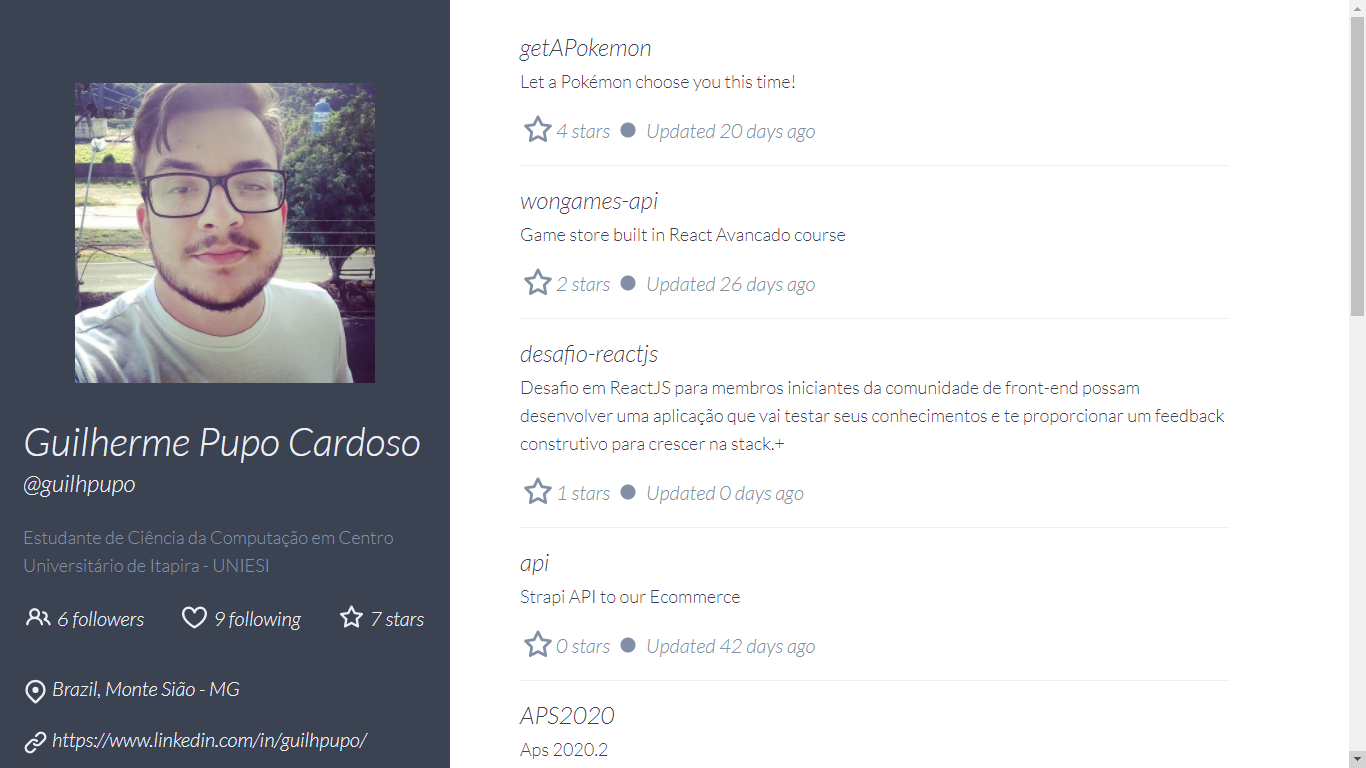 Guilherme Pupo Cardoso
@guilhpupo
Estudante de Ciência da Computação em Centro
Universitário de Itapira - UNIESI
6 followers
9 following
7 stars
Brazil, Monte Sião - MG
https://www.linkedin.com/in/guilhpupo/
getAPokemon
Let a Pokémon choose you this time!
4 stars
Updated 20 days ago
wongames-api
Game store built in React Avancado course
2 stars
Updated 26 days ago
desafio-reactjs
Desafio em ReactJS para membros iniciantes da comunidade de front-end possam
desenvolver uma aplicação que vai testar seus conhecimentos e te proporcionar um feedback
construtivo para crescer na stack.+
1 stars
Updated 0 days ago
api
Strapi API to our Ecommerce
0 stars
Updated 42 days ago
APS2020
Aps 2020.2